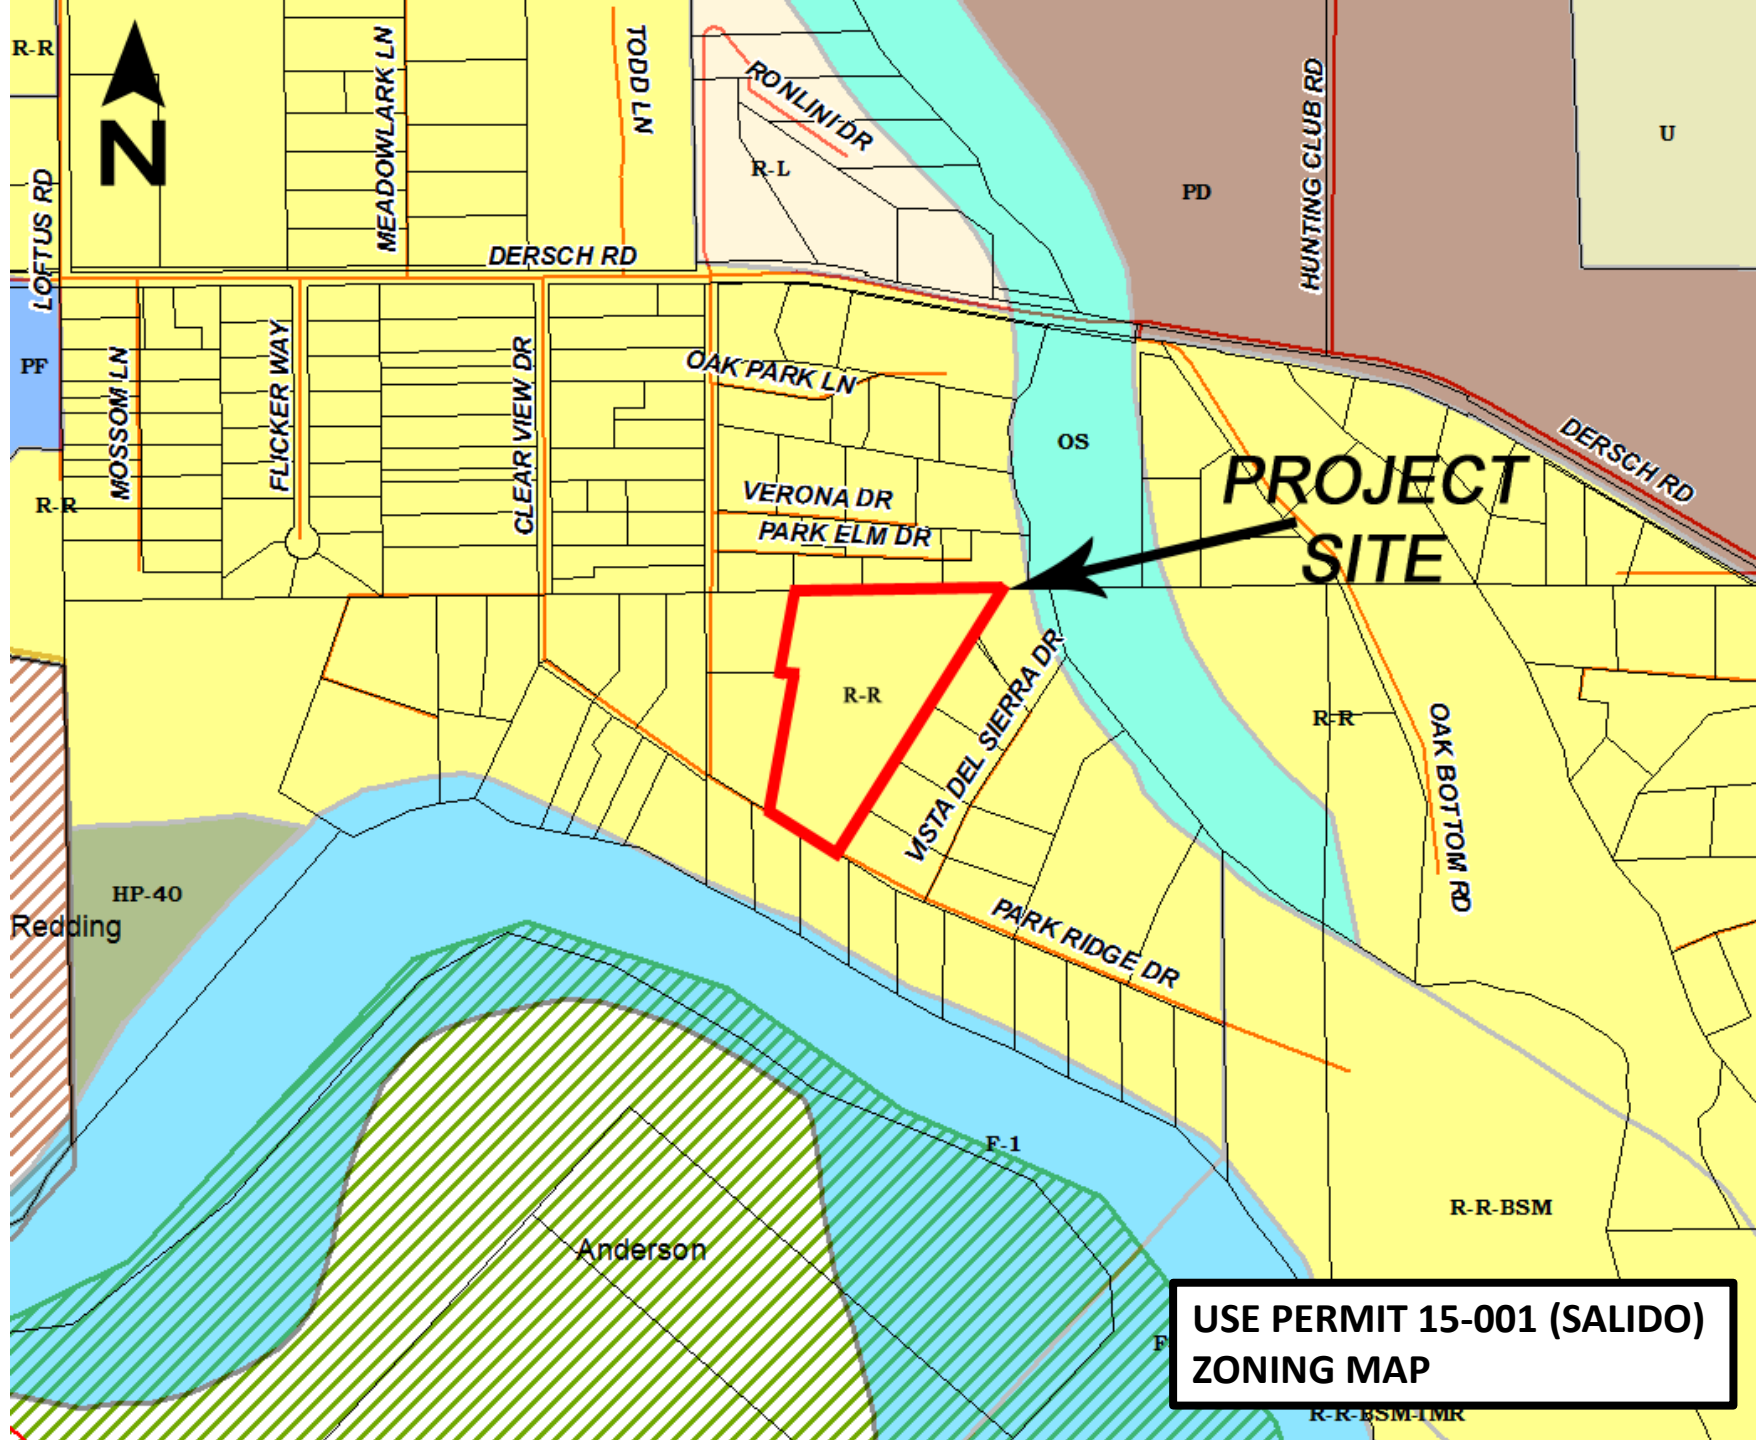 R-R
N
LOFTUS RD
MEADOWLARK LN
TODD LN
RONLINI DR
R-L
PD
HUNTING CLUB RD
U
DERSCH RD
PF
MOSSOM LN
FLICKER WAY
CLEAR VIEW DR
OAK PARK LN
OS
DERSCH RD
PROJECT
SITE
R-R
VERONA DR
PARK ELM DR
R-R
VISTA DEL SIERRA DR
R-R
OAK BOTTOM RD
HP-40
Redding
PARK RIDGE DR
F-1
R-R-BSM
Anderson
USE PERMIT 15-001 (SALIDO)
ZONING MAP
R-R-BSM-TMR